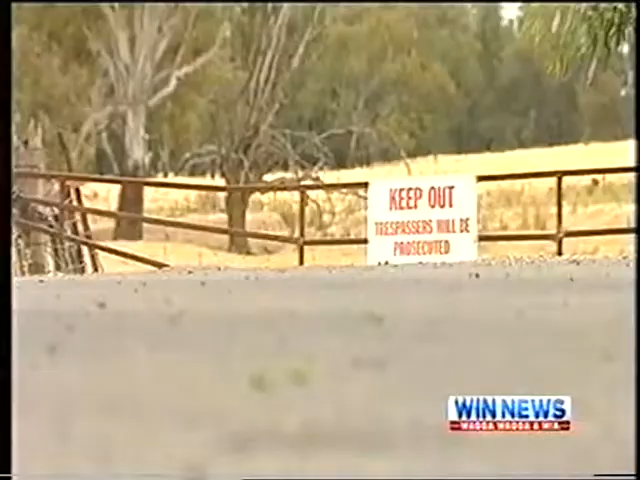 KEEP OUT
TRESPASSERS WILL BE
PROSECUTED
WIN NEWS
WAGGA WAGGA & MIA